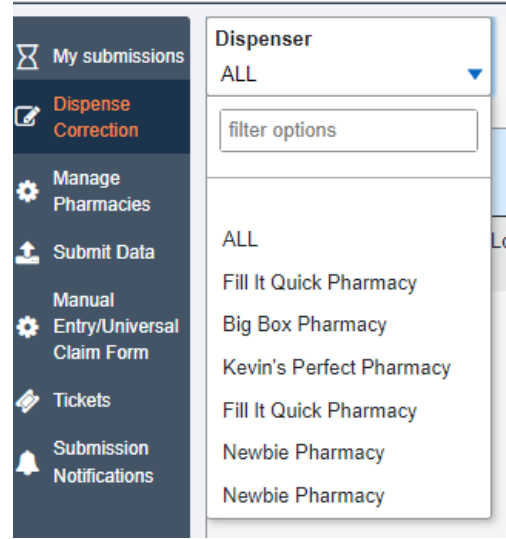 My submissions
Dispense
Correction
Manage
Pharmacies
Submit Data
Manual
Entry/Universal
Claim Form
Tickets
Submission
Notifications
Dispenser
ALL
filter options
ALL
Fill It Quick Pharmacy
Big Box Pharmacy
Kevin's Perfect Pharmacy
Fill It Quick Pharmacy
Newbie Pharmacy
Newbie Pharmacy